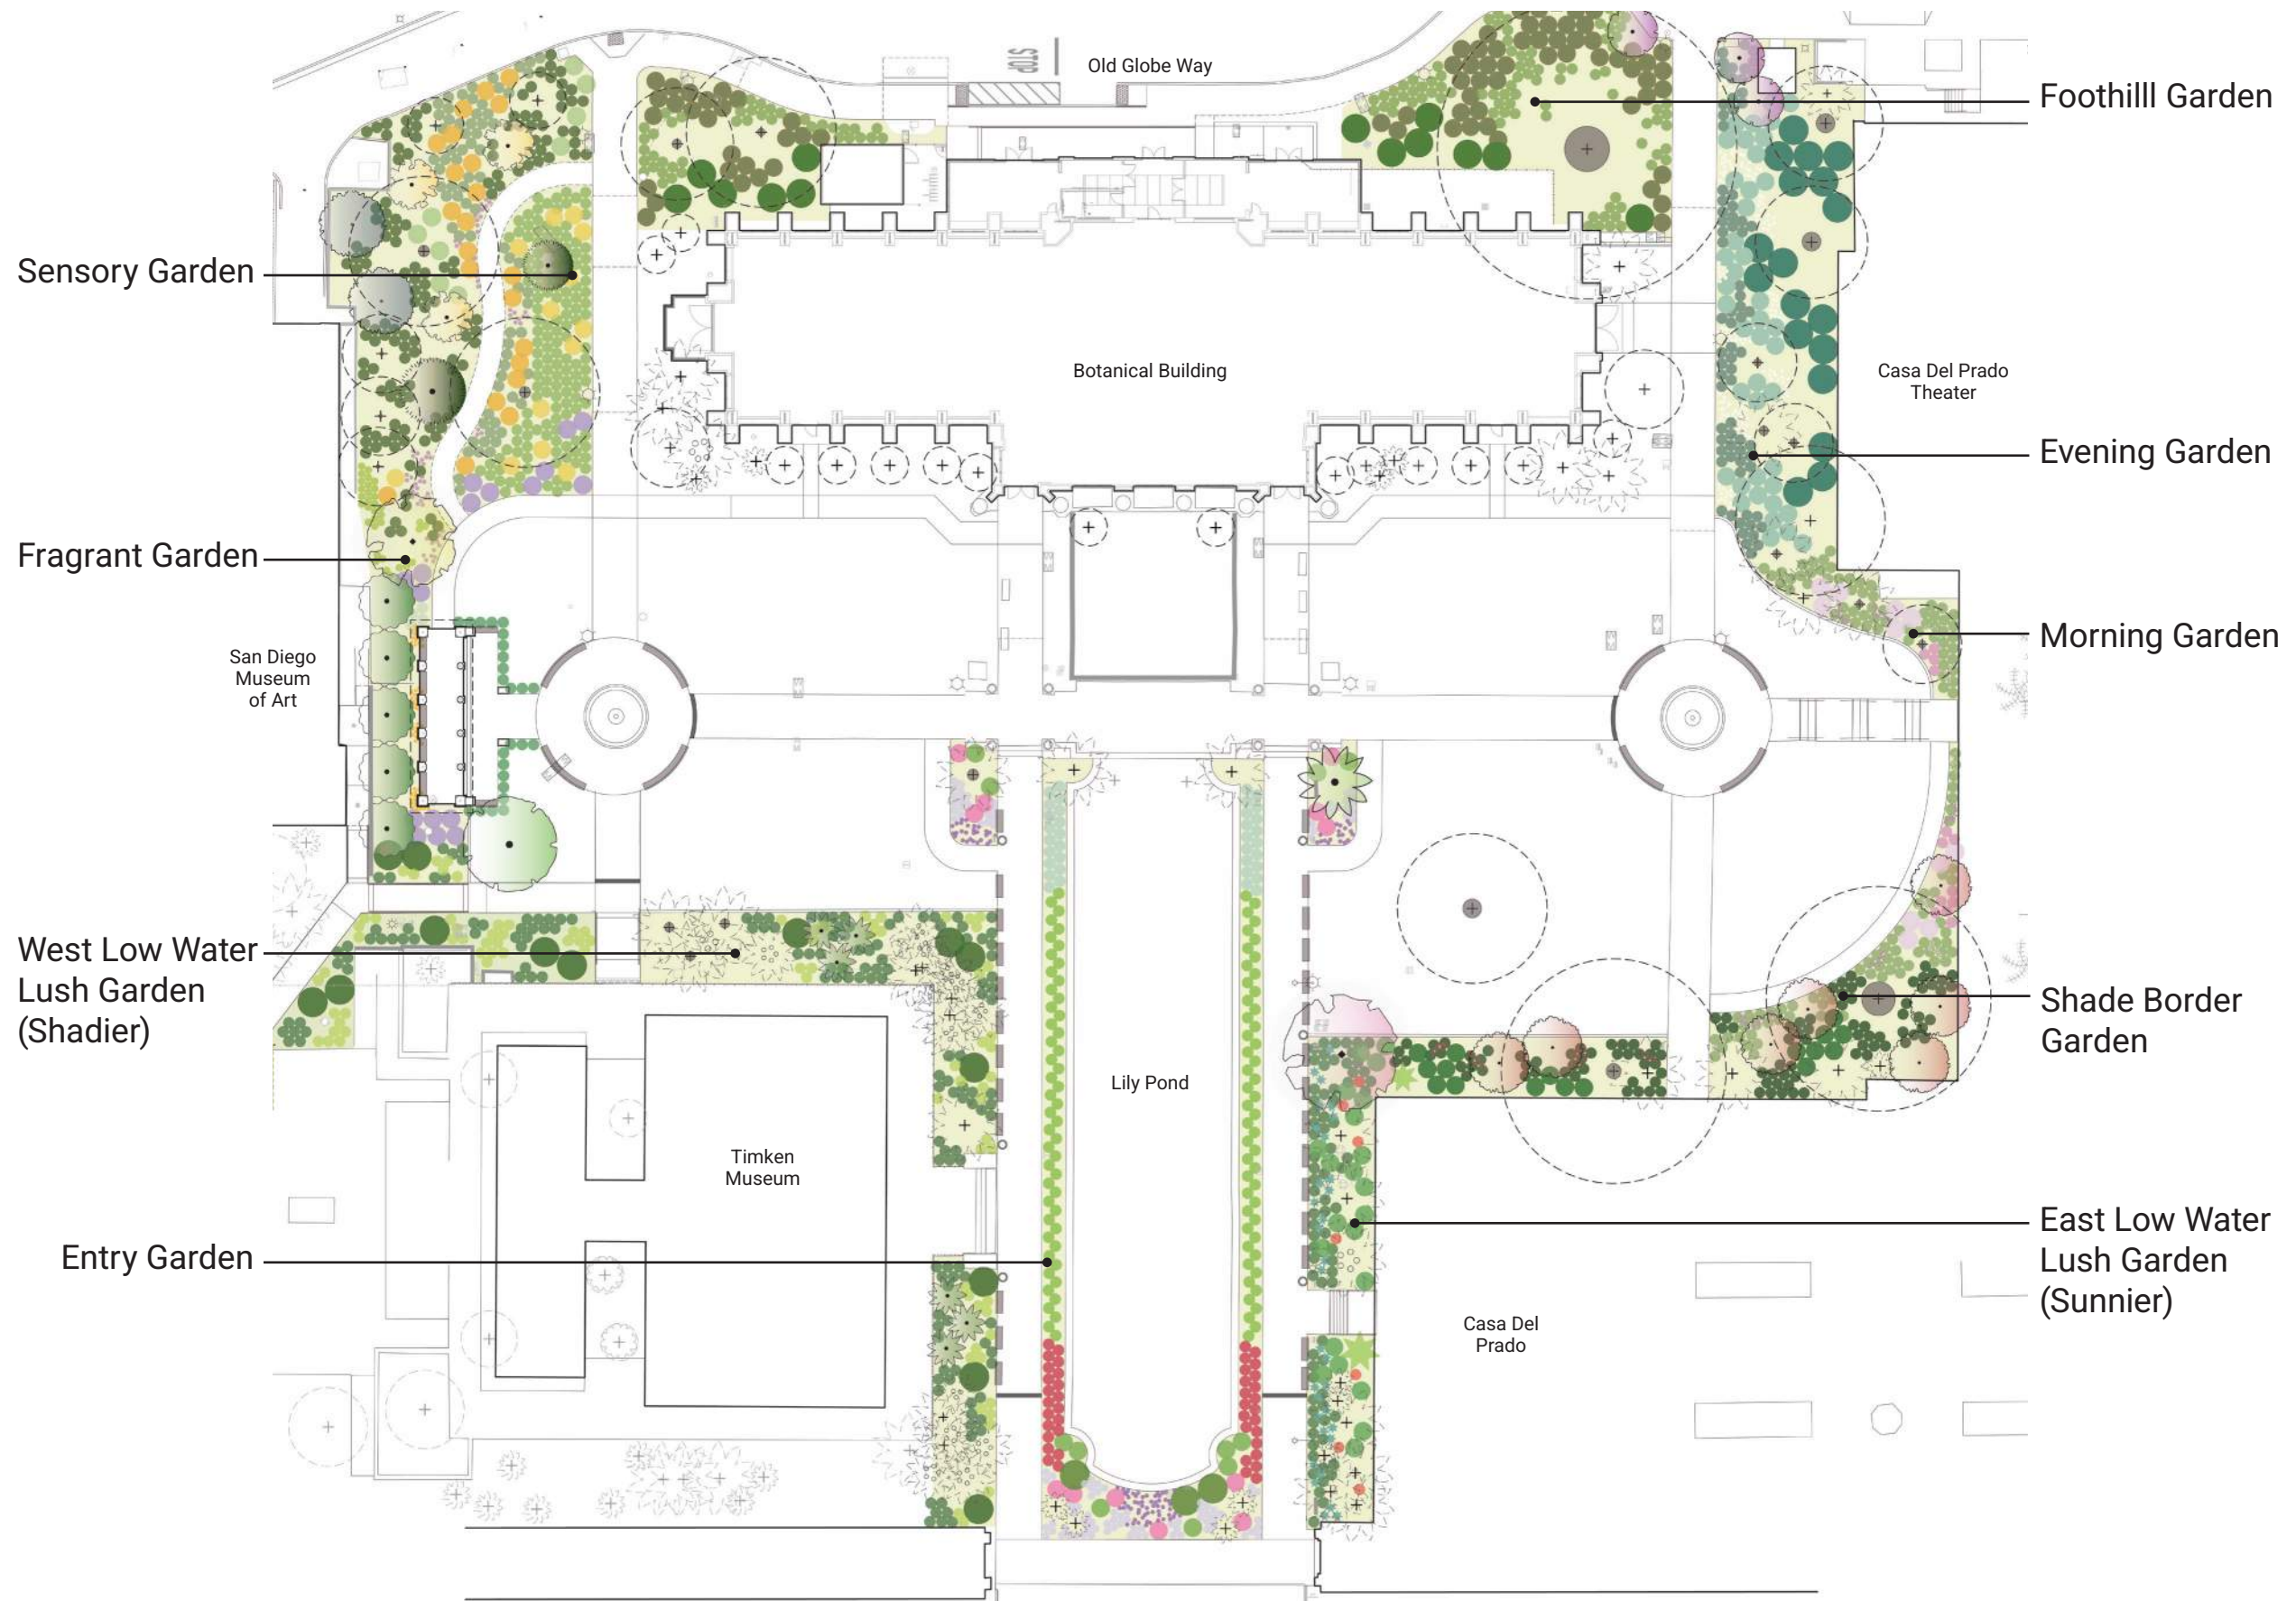 STOP
Old Globe Way
Foothilll Garden
Sensory Garden
Botanical Building
Casa Del Prado
Theater
Evening Garden
Fragrant Garden
Morning Garden
San Diego
Museum
of Art
West Low Water
Lush Garden
(Shadier)
Shade Border
Garden
Lily Pond
Timken
Museum
Entry Garden
East Low Water
Lush Garden
(Sunnier)
Casa Del
Prado